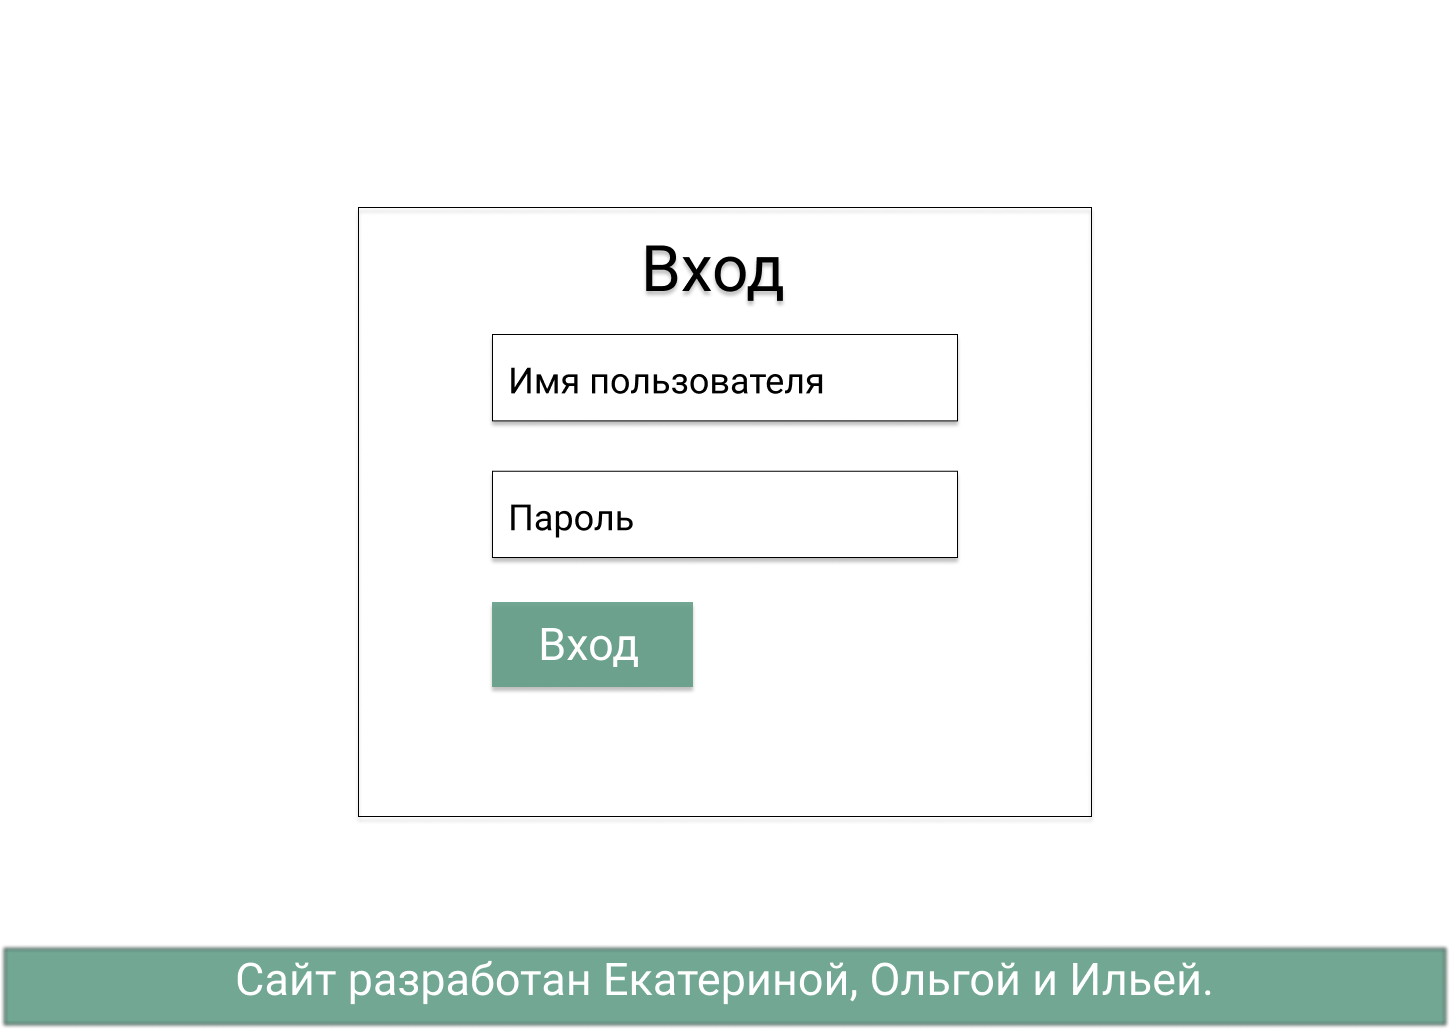 Вход
Имя пользователя
Пароль
Вход
Сайт разработан Екатериной, Ольгой и Ильей.